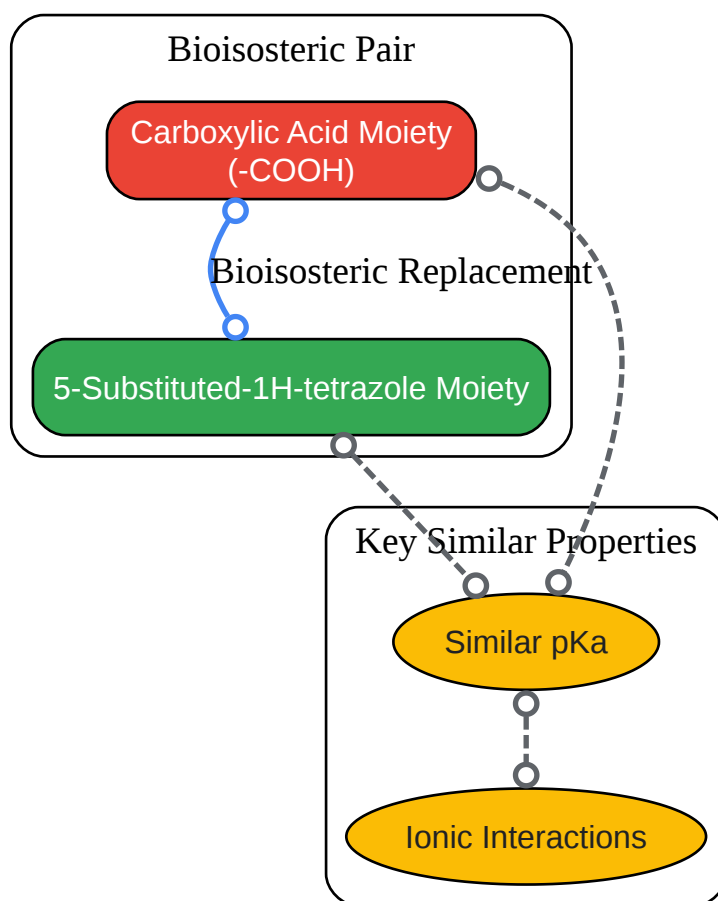 Bioisosteric Pair
Carboxylic Acid Moiety
(-COOH)
Bioisosteric Replacement
5-Substituted-1H-tetrazole Moiety
Key Similar Properties
Similar pKa
Ionic Interactions